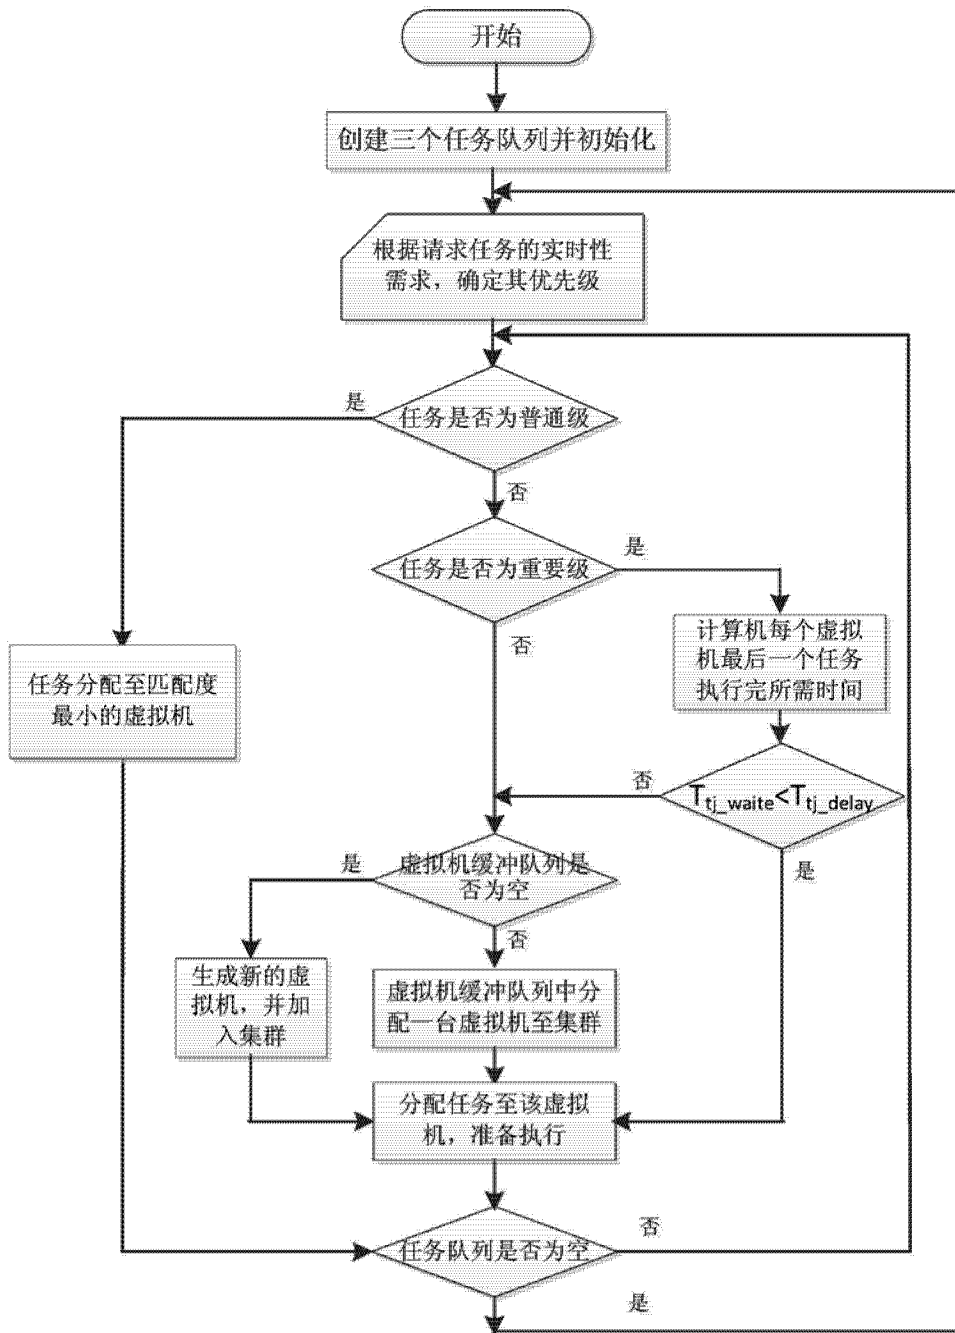 开始
创建三个任务队列并初始化
根据请求任务的实时性
需求，确定其优先级
是
任务是否为普通级
否
任务是否为重要级
是
否
计算机每个虚拟
机最后一个任务
执行完所需时间
任务分配至匹配度
最小的虚拟机
否
Ttj_waite<Ttj_delay
是
是
虚拟机缓冲队列是
否为空
否
生成新的虚
拟机，并加
入集群
虚拟机缓冲队列中分
配一台虚拟机至集群
分配任务至该虚拟
机，准备执行
任务队列是否为空
否
是